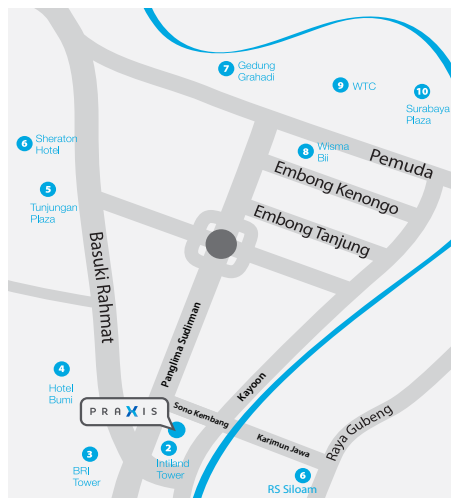 7
Gedung
Grahadi
9
WTC
10
Surabaya
Plaza
6
Sheraton
Hotel
8
Wisma
Bii
Pemuda
Embong Kenongo
5
Tunjungan
Plaza
Embong Tanjung
Basuki Rahmat
Panglima Sudirman
4
Hotel
Bumi
Kayoon
PRAXIS
Sono Kembang
Raya Gubeng
Karimun Jawa
3
BRI
Tower
2
Intiland
Tower
6
RS Siloam